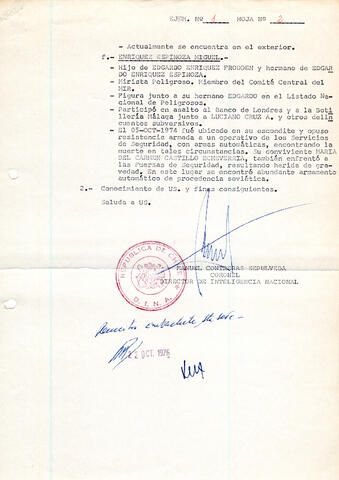 EJEM. Nº 1 HOJA Nº 2
- Actualmente se encuentra en el exterior.
f.- ENRIQUEZ ESPINOZA MIGUEL.-
- Hijo de EDGARDO ENRIQUEZ FRODDEN y hermano de EDGAR
DO ENRIQUEZ ESPINOZA.
- Mirista Peligroso. Miembro del Comité Central del
MIR.
- Figura junto a su hermano EDGARDO en el Listado Na
cional de Peligrosos.
- Participó en asalto al Banco de Londres y a la Boti
llería Málaga junto a LUCIANO CRUZ A. y otros delin
cuentes subversivos.
- El 05-OCT-1974 fué ubicado en su escondite y opuso
resistencia armada a un operativo de los Servicios
de Seguridad, con armas automáticas, encontrando la
muerte en tales circunstancias. Su conviviente MARIA
DEL CARMEN CASTILLO ECHEVERRIA, también enfrentó a
las Fuerzas de Seguridad, resultando herida de gra-
vedad. En este lugar se encontró abundante armamento
automático de procedencia soviética.
2.- Conocimiento de US. y fines consiguientes.
Saluda a US.
REPUBLICA DE CHILE
D.I.N.A.
MANUEL CONTRERAS SEPULVEDA
CORONEL
DIRECTOR DE INTELIGENCIA NACIONAL
22 OCT. 1976